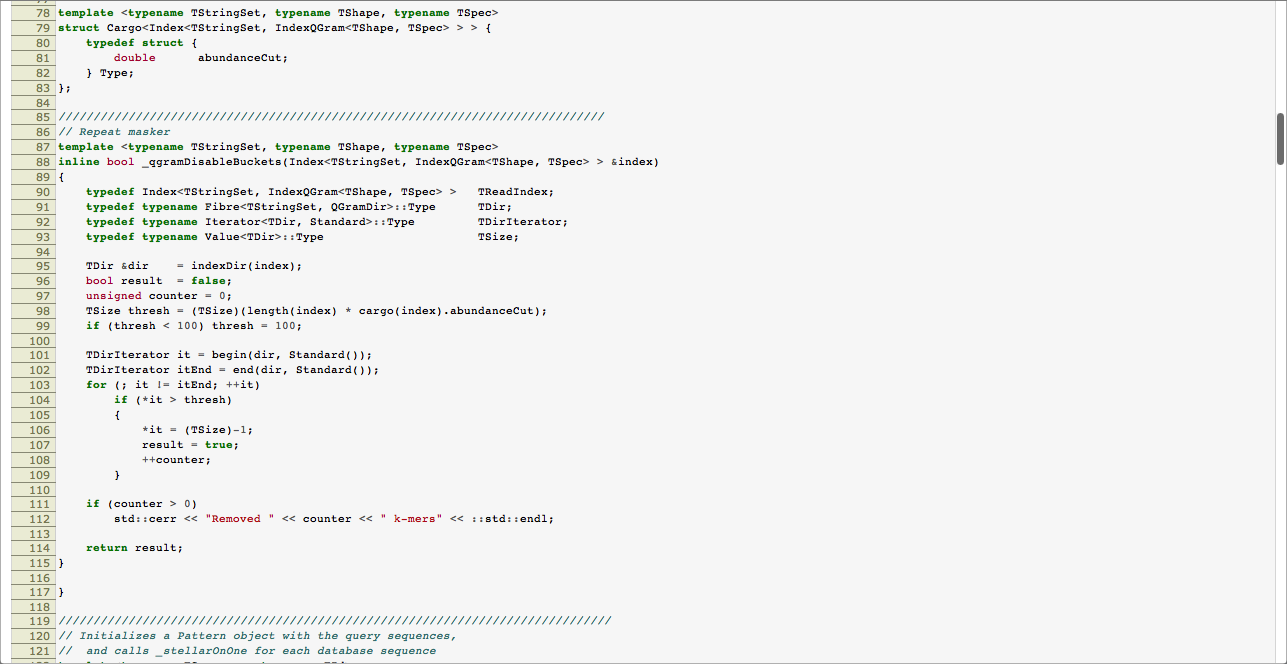 78 template <typename TStringSet, typename TShape, typename TSpec>
79 struct Cargo<Index<TStringSet, IndexQGram<TShape, TSpec> > > {
80     typedef struct {
81         double      abundanceCut;
82     } Type;
83 };
84
85 //////////////////////////////////////////////////////////////////////////////
86 // Repeat masker
87 template <typename TStringSet, typename TShape, typename TSpec>
88 inline bool _qgramDisableBuckets(Index<TStringSet, IndexQGram<TShape, TSpec> > &index)
89 {
90     typedef Index<TStringSet, IndexQGram<TShape, TSpec> >   TReadIndex;
91     typedef typename Fibre<TStringSet, QGramDir>::Type      TDir;
92     typedef typename Iterator<TDir, Standard>::Type         TDirIterator;
93     typedef typename Value<TDir>::Type                      TSize;
94
95     TDir &dir    = indexDir(index);
96     bool result  = false;
97     unsigned counter = 0;
98     TSize thresh = (TSize)(length(index) * cargo(index).abundanceCut);
99     if (thresh < 100) thresh = 100;
100
101     TDirIterator it = begin(dir, Standard());
102     TDirIterator itEnd = end(dir, Standard());
103     for (; it != itEnd; ++it)
104         if (*it > thresh)
105         {
106             *it = (TSize)-1;
107             result = true;
108             ++counter;
109         }
110
111     if (counter > 0)
112         std::cerr << "Removed " << counter << " k-mers" << ::std::endl;
113
114     return result;
115 }
116
117 }
118
119 ///////////////////////////////////////////////////////////////////////////////
120 // Initializes a Pattern object with the query sequences,
121 //  and calls _stellarOnOne for each database sequence